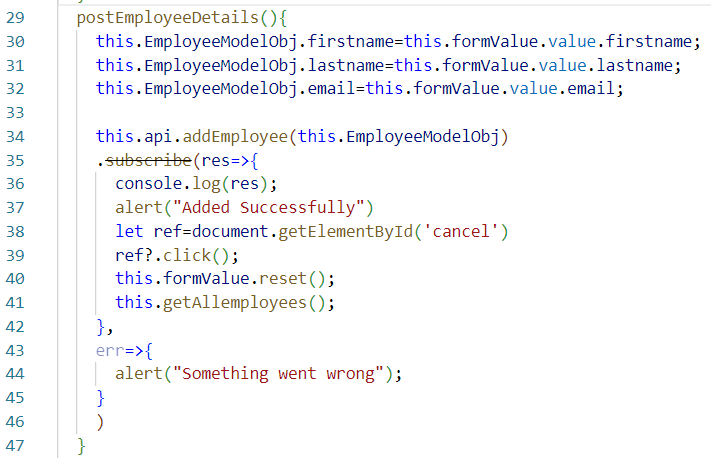 29 postEmployeeDetails(){
30 this.EmployeeModelObj.firstname=this.formValue.value.firstname;
31 this.EmployeeModelObj.lastname=this.formValue.value.lastname;
32 this.EmployeeModelObj.email=this.formValue.value.email;
33
34 this.api.addEmployee(this.EmployeeModelObj)
35 .subscribe(res=>{
36 console.log(res);
37 alert("Added Successfully")
38 let ref=document.getElementById('cancel')
39 ref?.click();
40 this.formValue.reset();
41 this.getAllemployees();
42 },
43 err=>{
44 alert("Something went wrong");
45 }
46 )
47 }